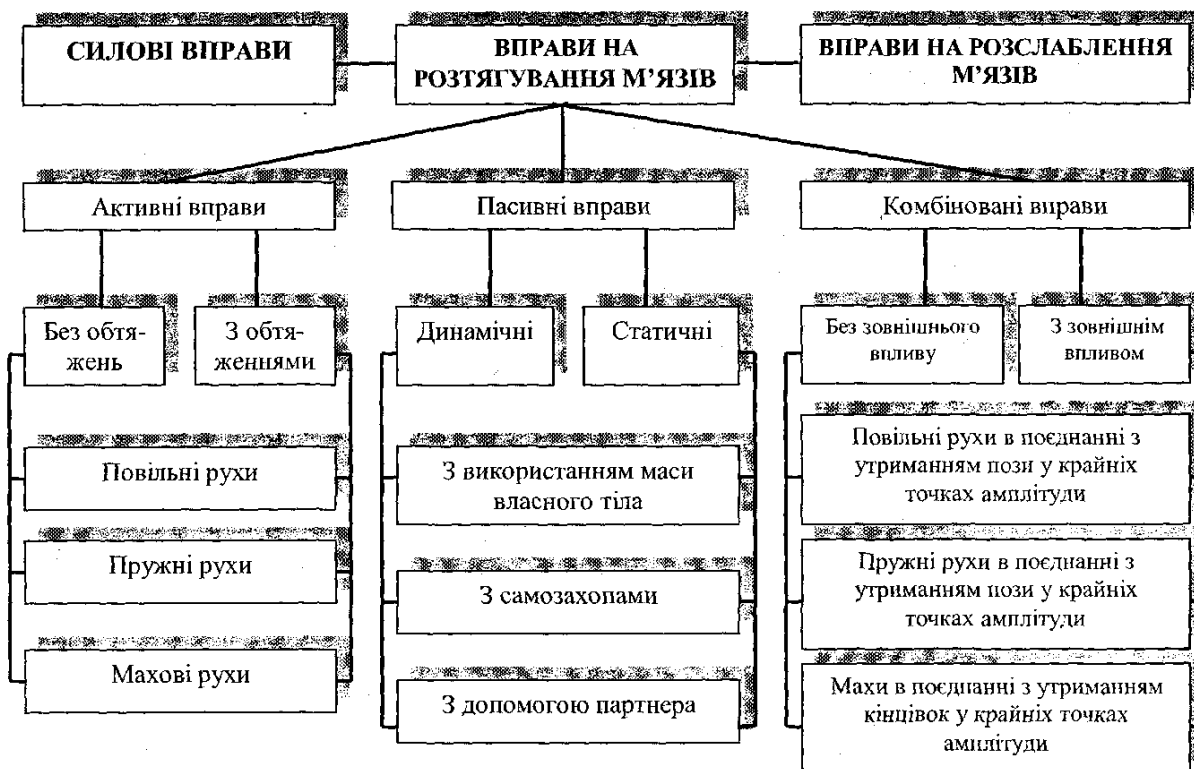 СИЛОВІ ВПРАВИ
ВПРАВИ НА
РОЗТЯГУВАННЯ М’ЯЗІВ
ВПРАВИ НА РОЗСЛАБЛЕННЯ
М’ЯЗІВ
Активні вправи
Пасивні вправи
Комбіновані вправи
Без обтя-
жень
З обтя-
женнями
Динамічні
Статичні
Без зовнішнього
впливу
З зовнішнім
впливом
Повільні рухи
Пружні рухи
Махові рухи
З використанням маси
власного тіла
З самозахопами
З допомогою партнера
Повільні рухи в поєднанні з
утриманням пози у крайніх
точках амплітуди
Пружні рухи в поєднанні з
утриманням пози у крайніх
точках амплітуди
Махи в поєднанні з утриманням
кінцівок у крайніх точках
амплітуди